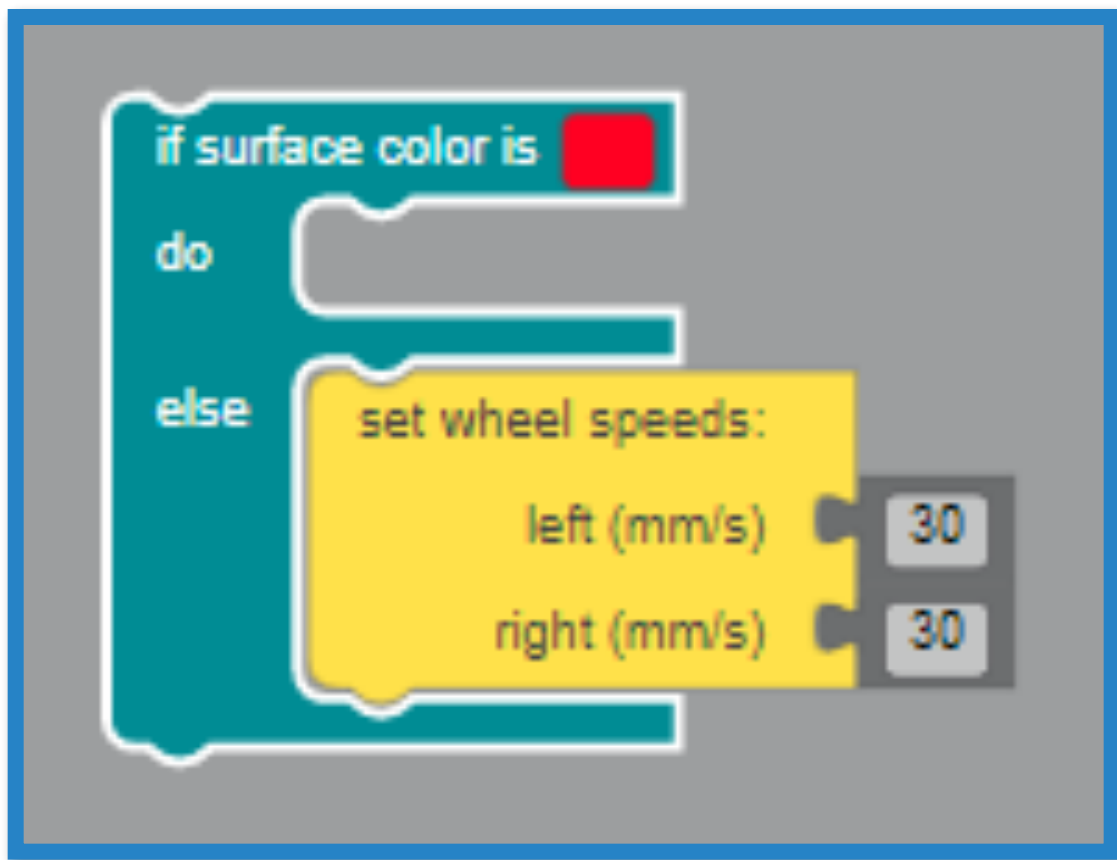 if surface color is
do
else
set wheel speeds:
left (mm/s) 30
right (mm/s) 30